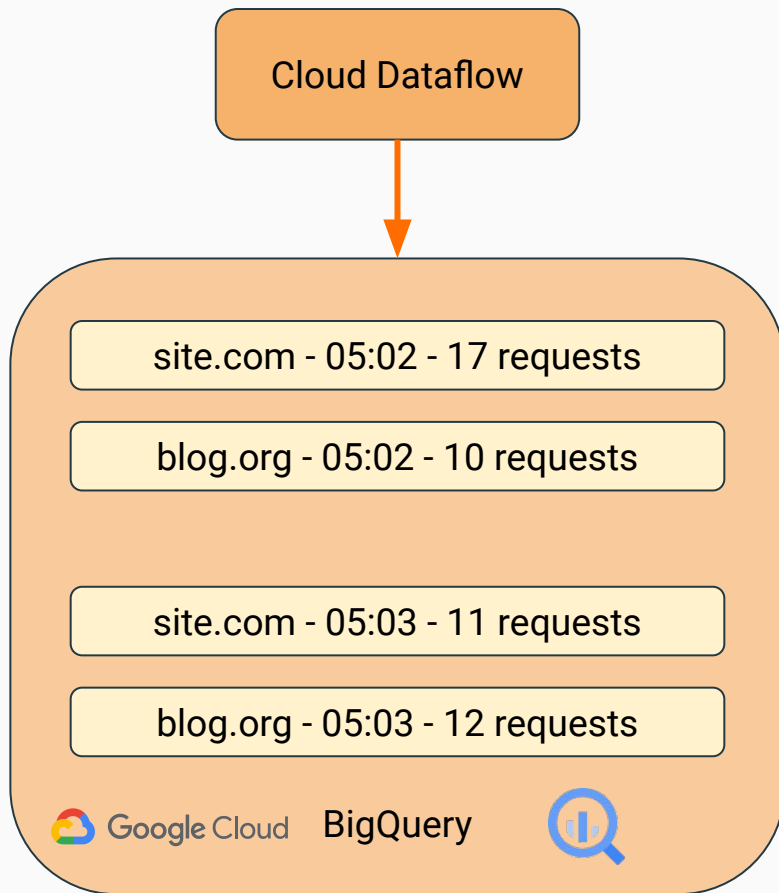 Cloud Dataflow
site.com - 05:02 - 17 requests
blog.org - 05:02 - 10 requests
site.com - 05:03 - 11 requests
blog.org - 05:03 - 12 requests
Google Cloud BigQuery